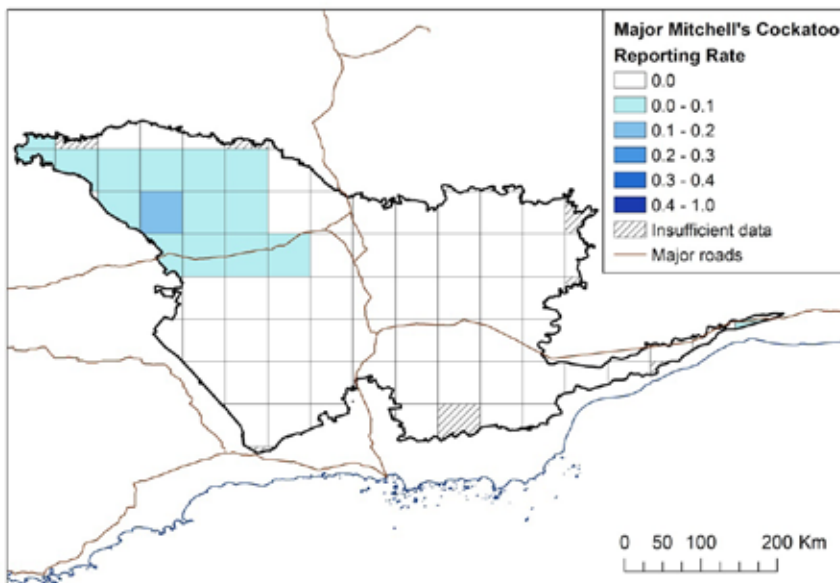 Major Mitchell's Cockatoo
Reporting Rate
0.0
0.0 - 0.1
0.1 - 0.2
0.2 - 0.3
0.3 - 0.4
0.4 - 1.0
Insufficient data
Major roads
0 50 100 200 Km